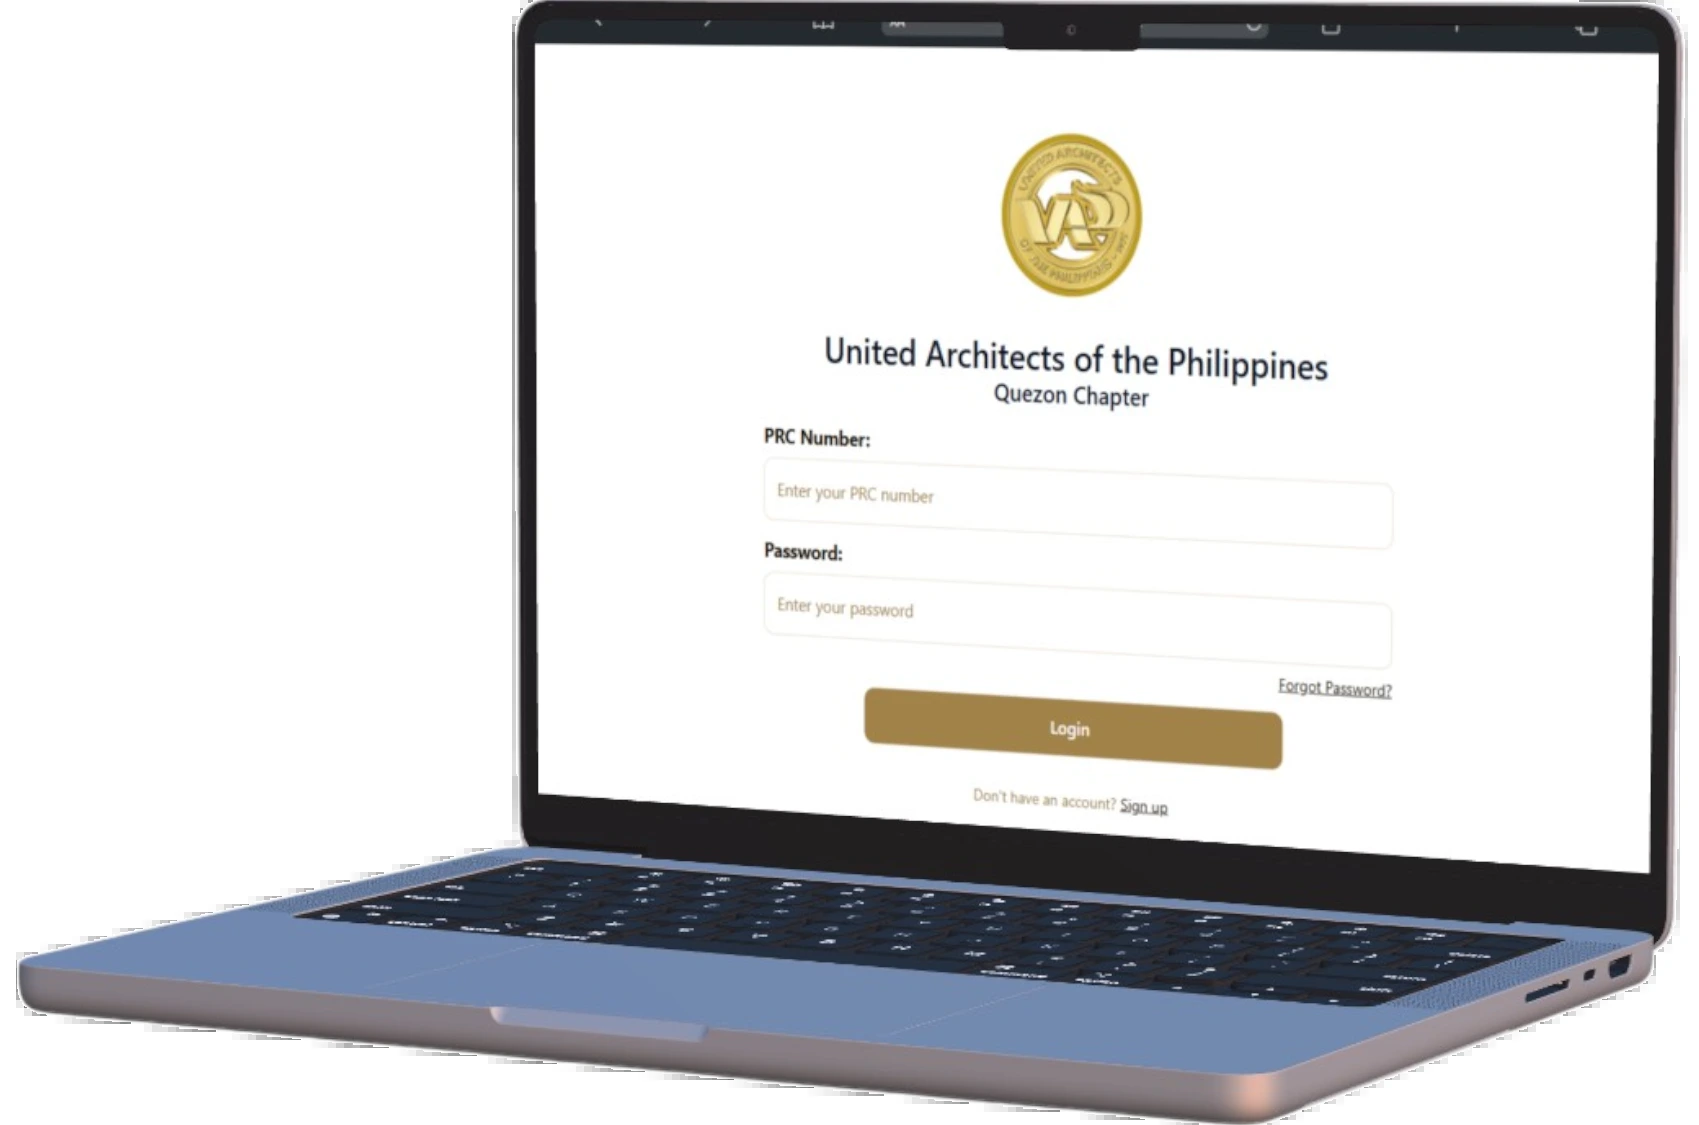 UNITED ARCHITECTS
UAP
OF THE PHILIPPINES
United Architects of the Philippines
Quezon Chapter
PRC Number:
Enter your PRC number
Password:
Enter your password
Forgot Password?
Login
Don't have an account? Sign up